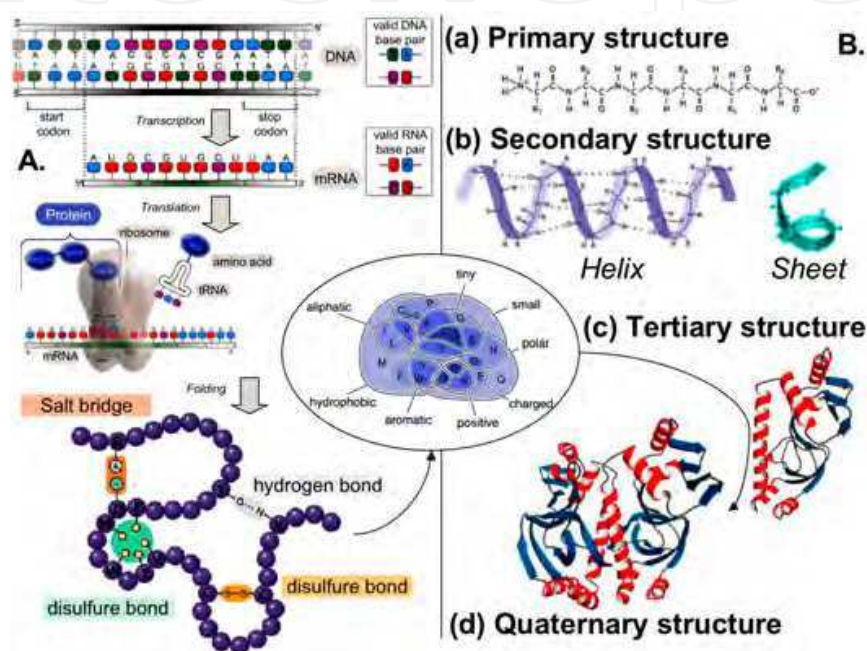 valid DNA
base pair
DNA
start
codon
Transcription
stop
codon
valid RNA
base pair
A.
A U G C G U G C U U A A
mRNA
Translation
Protein
ribosome
amino acid
tRNA
mRNA
Folding
Salt bridge
hydrogen bond
disulfure bond
disulfure bond
tiny
aliphatic
small
polar
hydrophobic
charged
aromatic
positive
B.
(a) Primary structure
(b) Secondary structure
Helix
Sheet
(c) Tertiary structure
(d) Quaternary structure